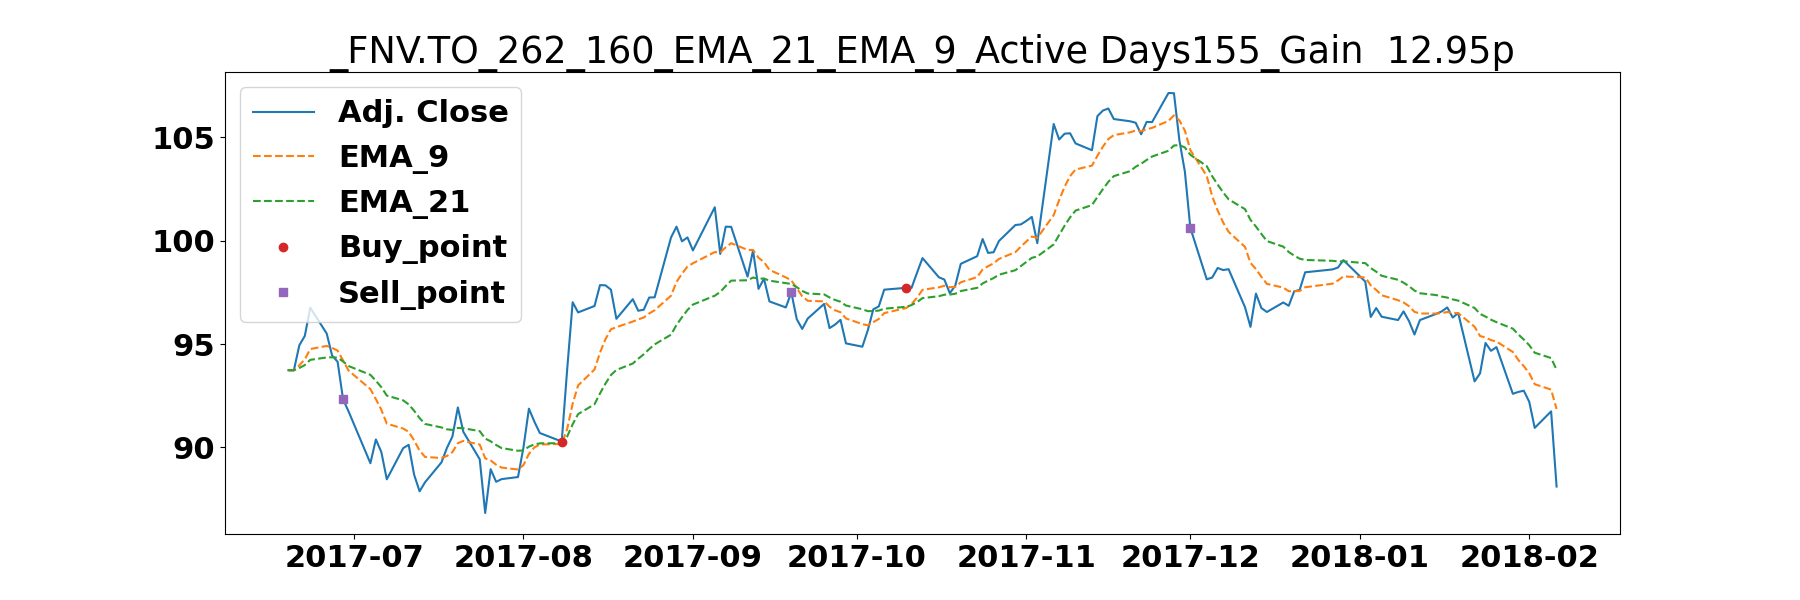 _FNV.TO_262_160_EMA_21_EMA_9_Active Days155_Gain  12.95p
Adj. Close
EMA_9
EMA_21
Buy_point
Sell_point
105
100
95
90
2017-07 2017-08 2017-09 2017-10 2017-11 2017-12 2018-01 2018-02